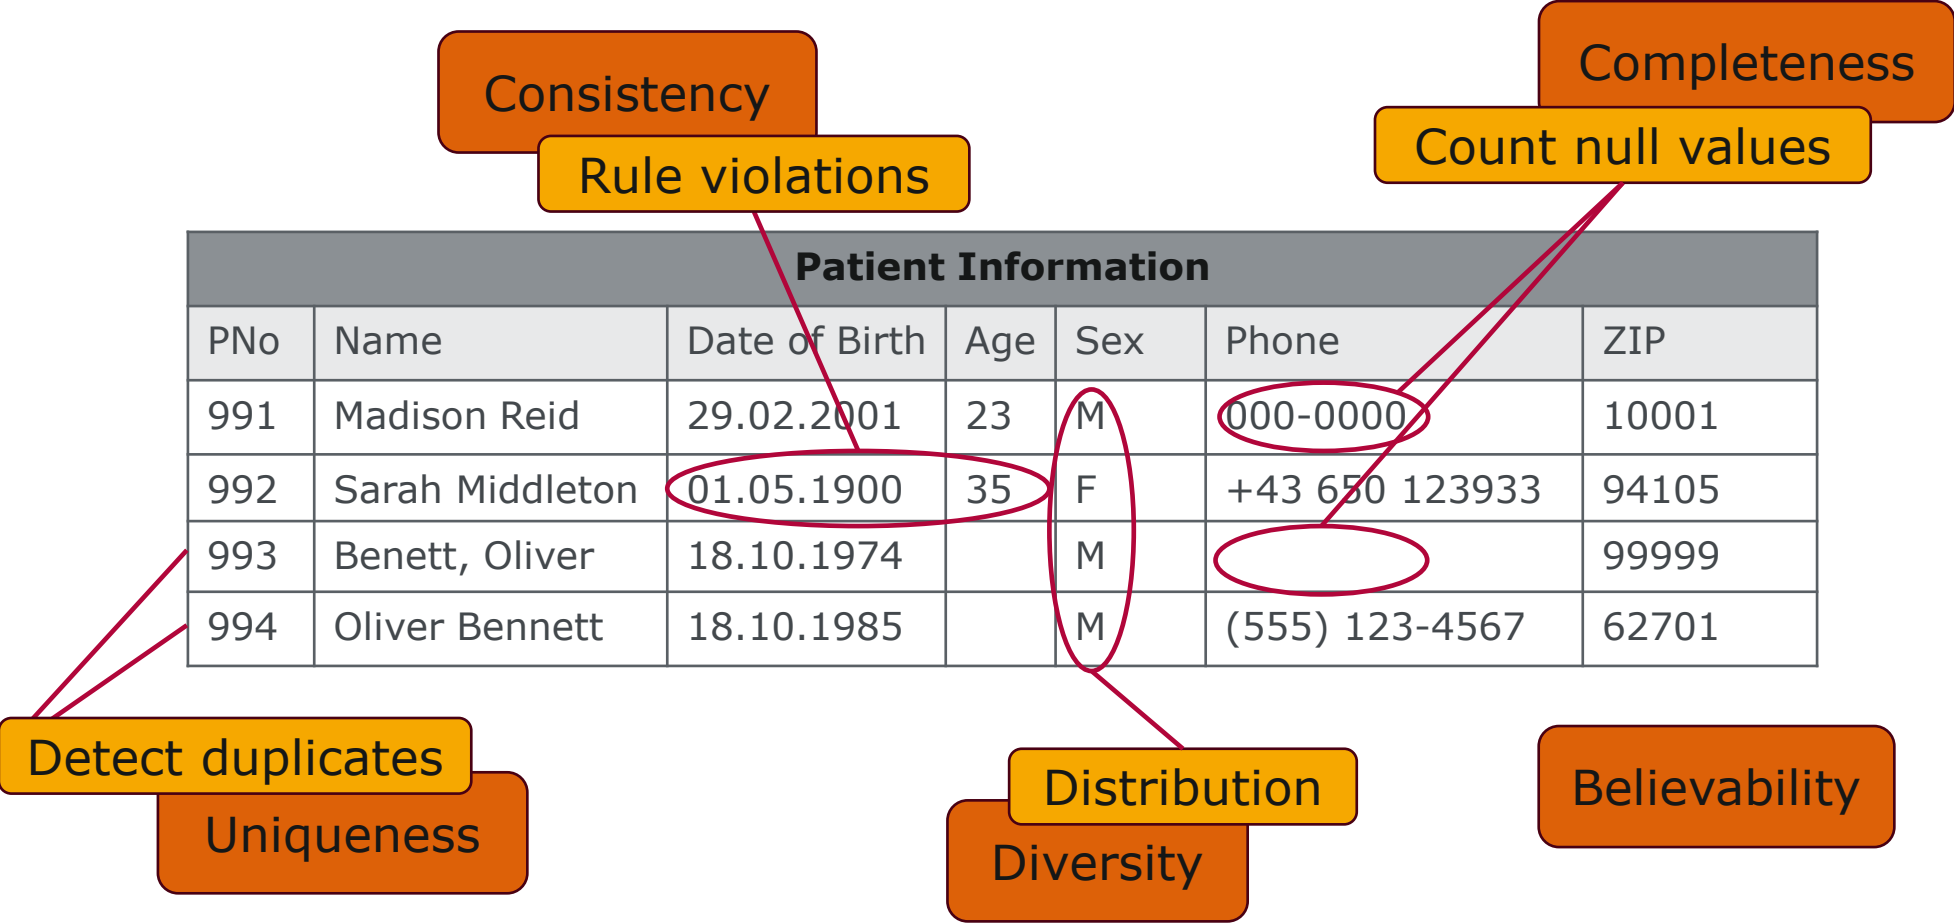 Completeness
Consistency
Count null values
Rule violations
Patient Information
PNo Name Date of Birth Age Sex Phone ZIP
991 Madison Reid 29.02.2001 23 M 000-0000 10001
992 Sarah Middleton 01.05.1900 35 F +43 650 123933 94105
993 Benett, Oliver 18.10.1974 M 99999
994 Oliver Bennett 18.10.1985 M (555) 123-4567 62701
Detect duplicates
Uniqueness
Distribution
Diversity
Believability